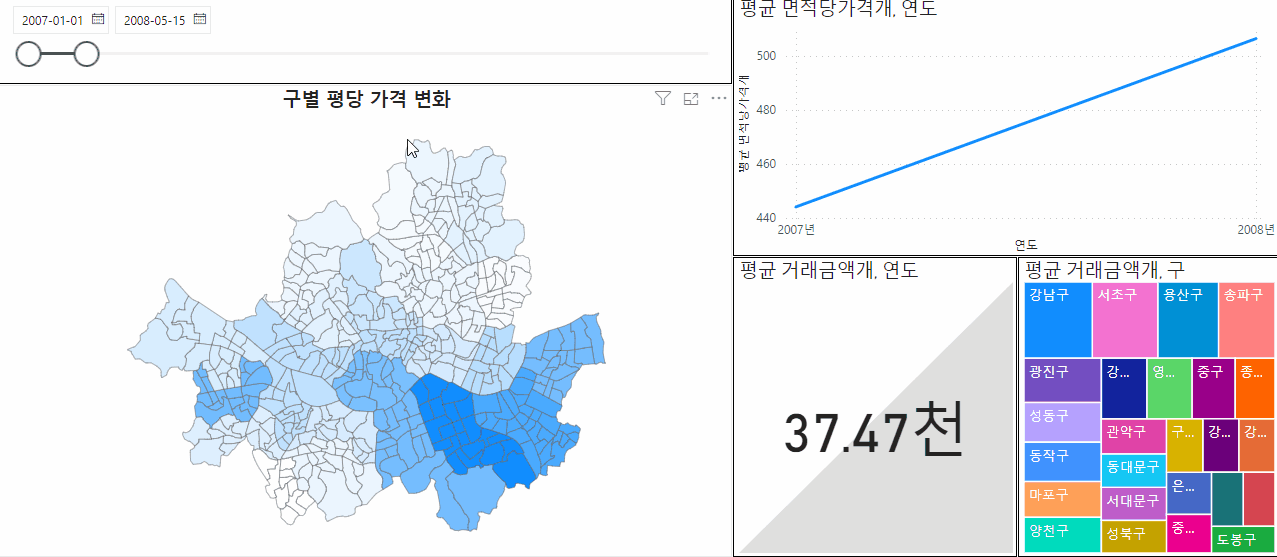 2007-01-01
2008-05-15
구별 평당 가격 변화
평균 면적당가격개, 연도
평균 면적당가격개
500
480
460
440
2007년
2008년
연도
평균 거래금액개, 연도
37.47천
평균 거래금액개, 구
강남구
서초구
용산구
송파구
광진구
강...
영...
중구
종...
성동구
관악구
구...
강...
강...
동작구
동대문구
마포구
서대문구
은...
양천구
성북구
중...
도봉구